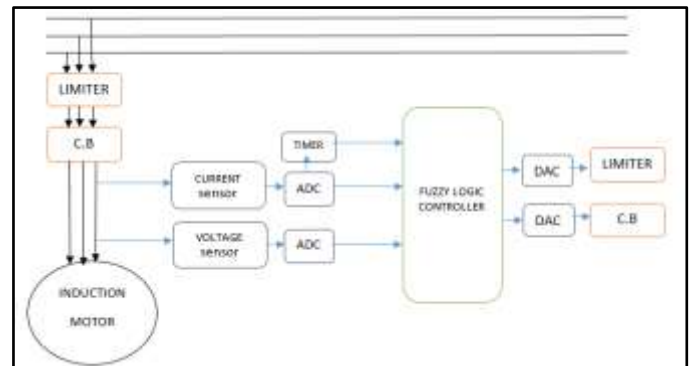 LIMITER
C.B
TIMER
CURRENT
sensor
ADC
VOLTAGE
sensor
ADC
FUZZY LOGIC
CONTROLLER
DAC
LIMITER
DAC
C.B
INDUCTION
MOTOR